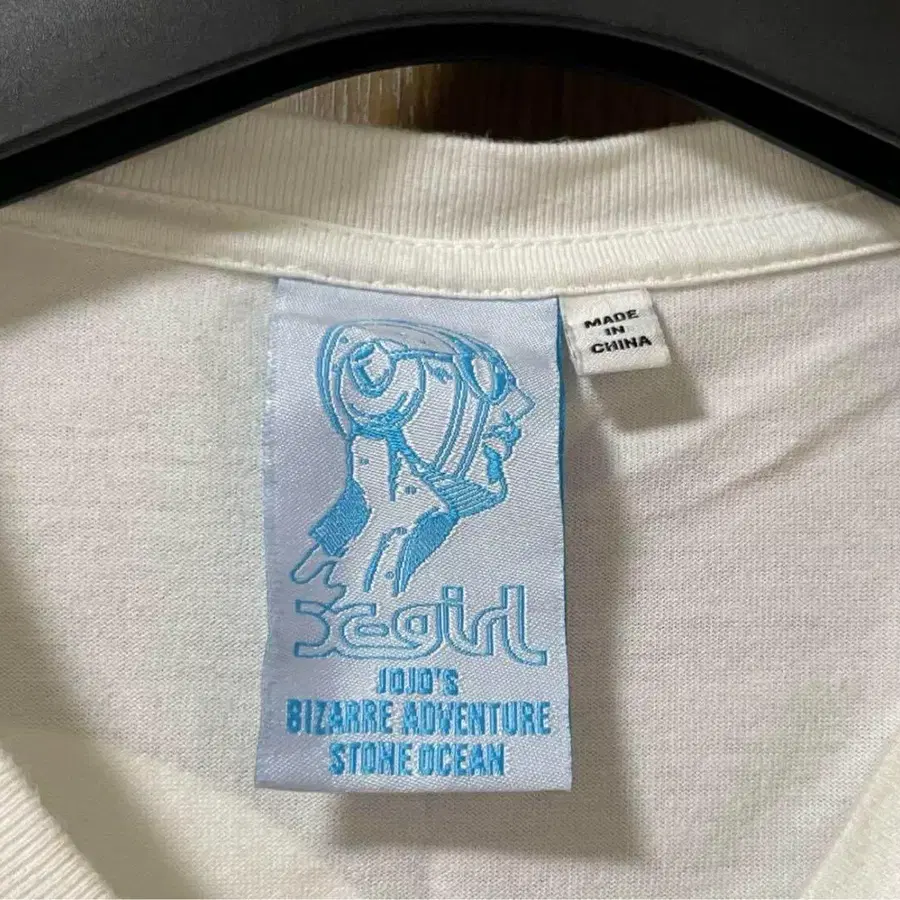 MADE
IN
CHINA
X-girl
JOJO'S
BIZARRE ADVENTURE
STONE OCEAN